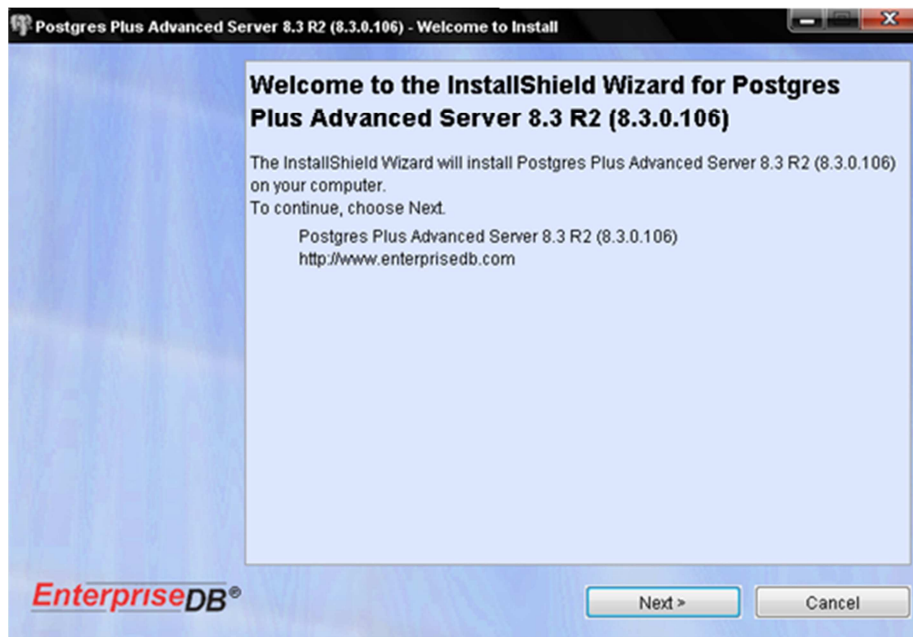 Postgres Plus Advanced Server 8.3 R2 (8.3.0.106) - Welcome to Install
Welcome to the InstallShield Wizard for Postgres
Plus Advanced Server 8.3 R2 (8.3.0.106)
The InstallShield Wizard will install Postgres Plus Advanced Server 8.3 R2 (8.3.0.106)
on your computer.
To continue, choose Next.
Postgres Plus Advanced Server 8.3 R2 (8.3.0.106)
http://www.enterprisedb.com
EnterpriseDB®
Next >
Cancel